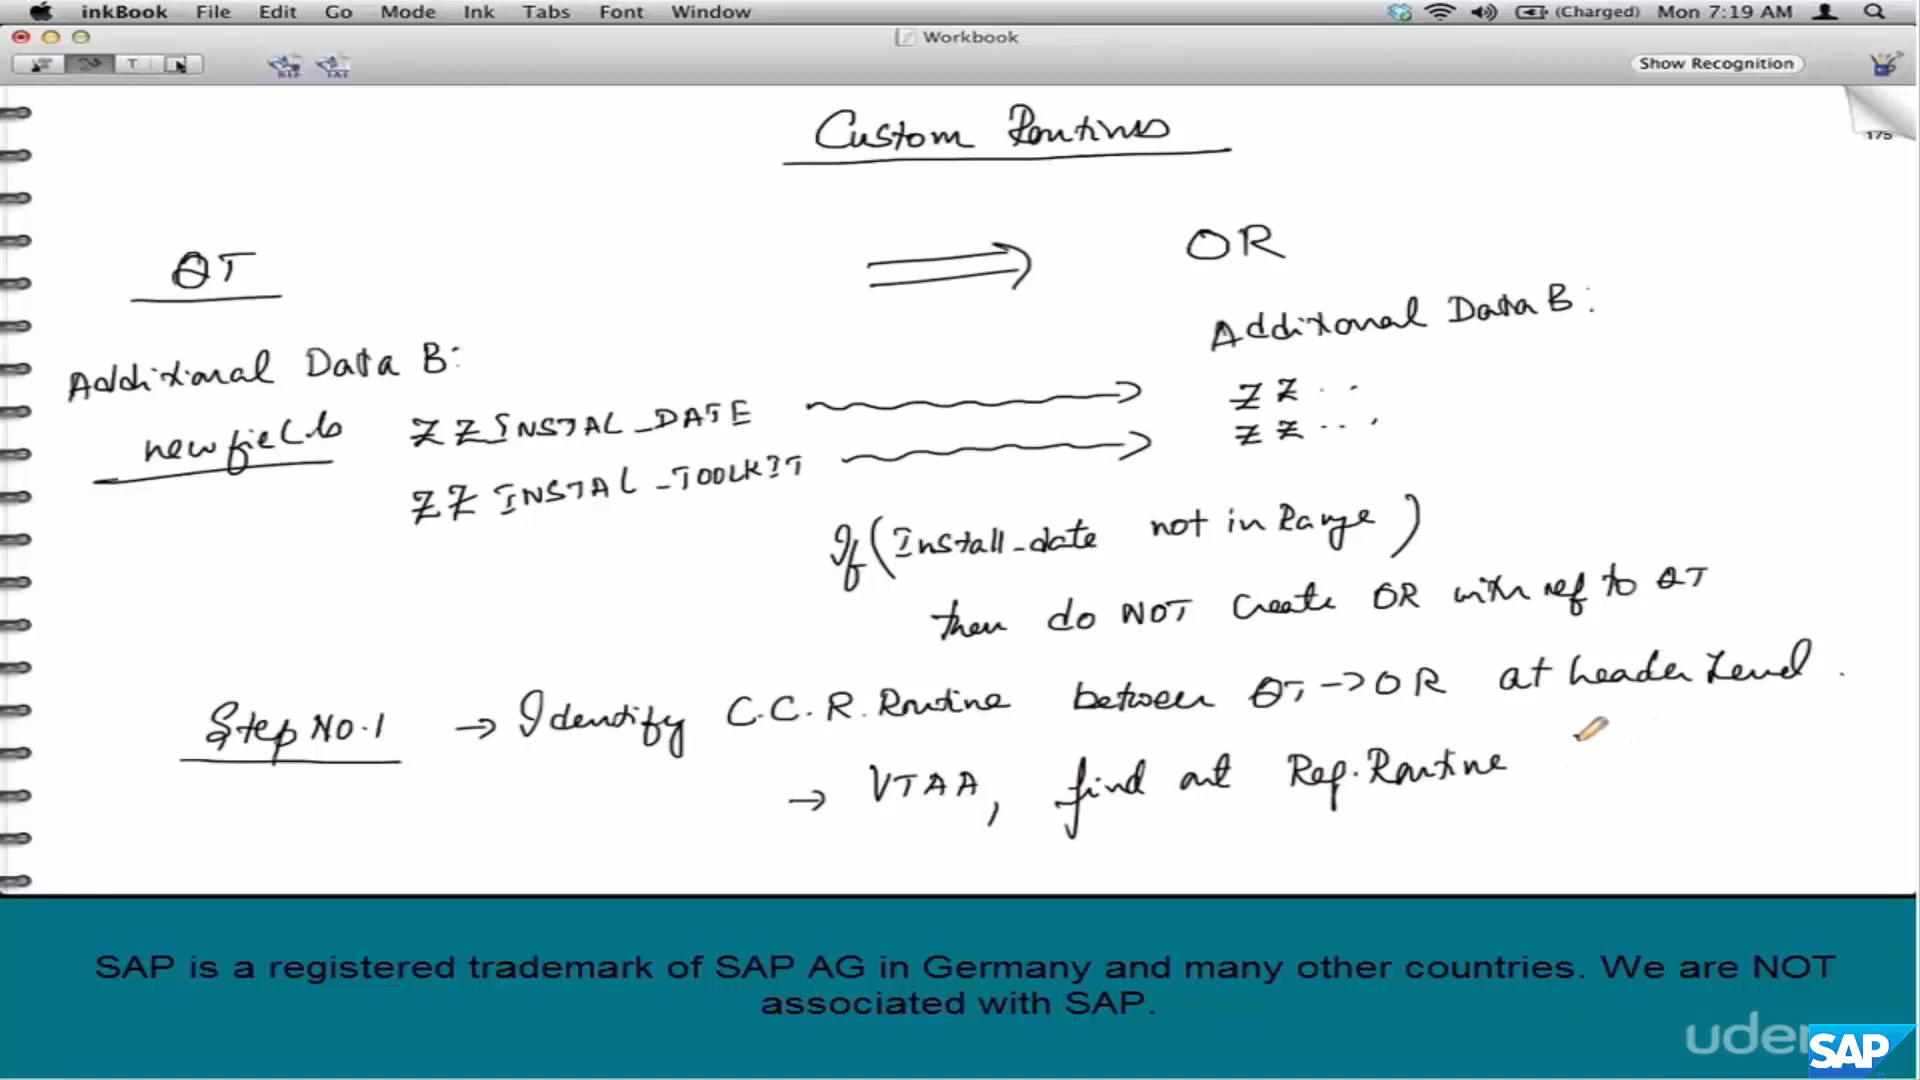 inkBook File Edit Go Mode Ink Tabs Font Window (Charged) Mon 7:19 AM
Workbook
Show Recognition
175
Custom Routines
QT OR
Additional Data B: Additional Data B:
new fields ZZINSTAL_DATE ZZ...
ZZINSTAL_TOOLKIT ZZ...
If (Install_date not in Range)
then do NOT create OR with ref to QT
Step No.1 → Identify C.C.R. Routine between QT → OR at header Level.
→ VTAA, find out Req. Routine
SAP is a registered trademark of SAP AG in Germany and many other countries. We are NOT
associated with SAP.
SAP